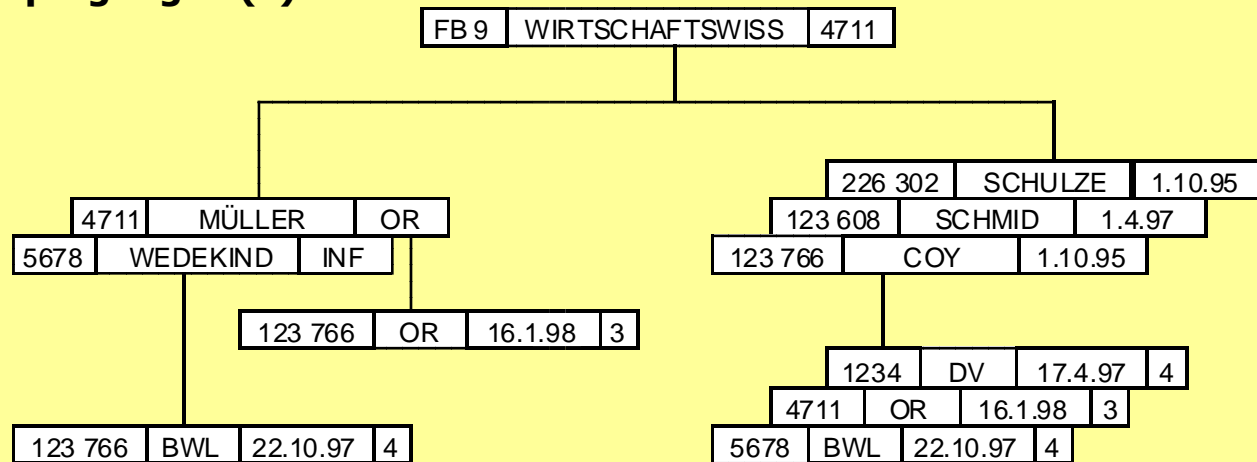 FB 9 WIRTSCHAFTSWISS 4711
226 302 SCHULZE 1.10.95
4711 MÜLLER OR
123 608 SCHMID 1.4.97
5678 WEDEKIND INF
123 766 COY 1.10.95
123 766 OR 16.1.98 3
1234 DV 17.4.97 4
4711 OR 16.1.98 3
123 766 BWL 22.10.97 4
5678 BWL 22.10.97 4